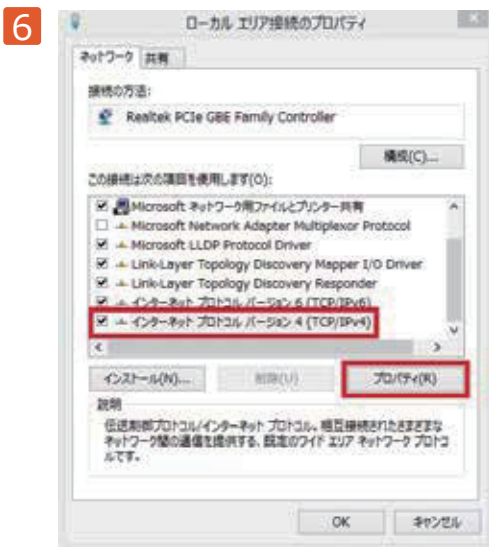 6
ローカル エリア接続のプロパティ
ネットワーク 共有
接続の方法:
Realtek PCIe GBE Family Controller
構成(C)...
この接続は次の項目を使用します(O):
Microsoft ネットワーク用ファイルとプリンター共有
Microsoft Network Adapter Multiplexor Protocol
Microsoft LLDP Protocol Driver
Link-Layer Topology Discovery Mapper I/O Driver
Link-Layer Topology Discovery Responder
インターネット プロトコル バージョン 6 (TCP/IPv6)
インターネット プロトコル バージョン 4 (TCP/IPv4)
インストール(N)... 削除(U) プロパティ(R)
説明
伝送制御プロトコル/インターネット プロトコル。相互接続されたさまざまな
ネットワーク間の通信を提供する、既定のワイド エリア ネットワーク プロトコ
ルです。
OK キャンセル